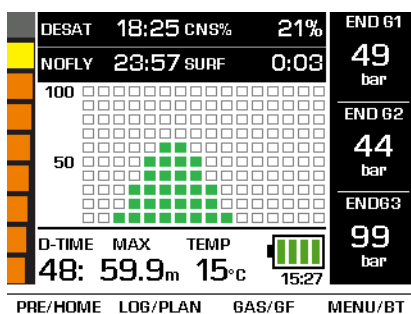 DESAT 18:25 CNS% 21% END G1
NOFLY 23:57 SURF 0:03 49
bar
100
END G2
44
50 bar
ENDG3
D-TIME MAX TEMP 99
48: 59.9m 15°C 15:27 bar
PRE/HOME LOG/PLAN GAS/GF MENU/BT